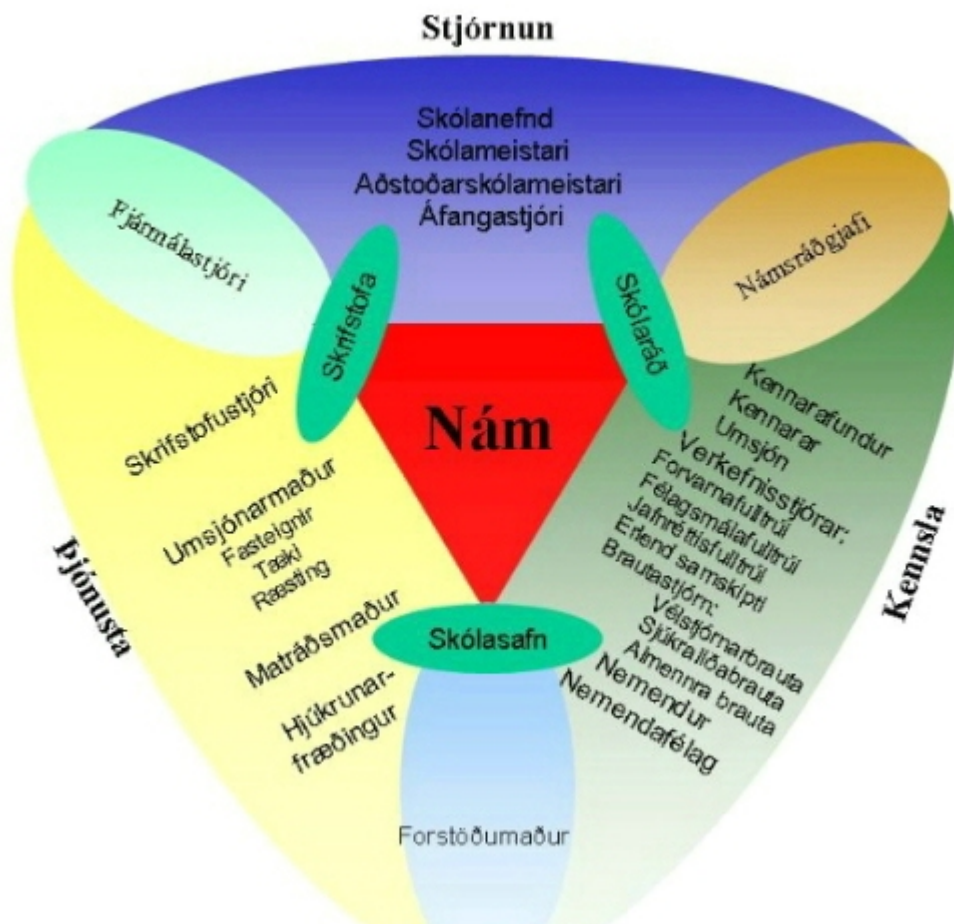 Stjórnun
Skólanefnd
Skólameistari
Aðstoðarskólameistari
Áfangastjóri
Fjármálastjóri
Námsráðgjafi
Skrifstofa
Skólaráð
Nám
Þjónusta
Skrifstofustjóri
Umsjónarmaður
Fasteignir
Tæki
Ræsting
Matráðsmaður
Hjúkrunar-
fræðingur
Kennsla
Kennarafundur
Kennarar
Umsjón
Verkefnisstjórar;
Forvarnafulltrúi
Félagsmálafulltrúi
Jafnréttisfulltrúi
Erlend samskipti
Brautastjórn:
Vélstjórnarbrauta
Sjúkraliðabrauta
Almennra brauta
Nemendur
Nemendafélag
Skólasafn
Forstöðumaður